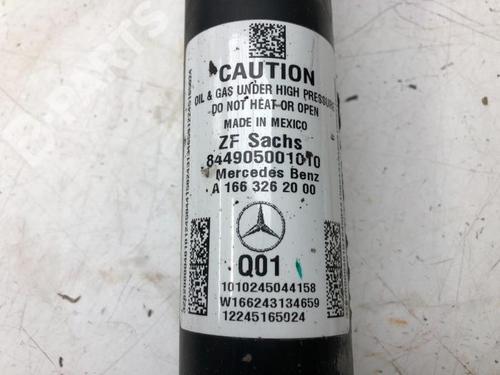 CAUTION
OIL & GAS UNDER HIGH PRESSURE
DO NOT HEAT OR OPEN
MADE IN MEXICO
ZF Sachs
844905001010
Mercedes Benz
A 166 326 20 00
Q01
1010245044158
W166243134659
12245165024